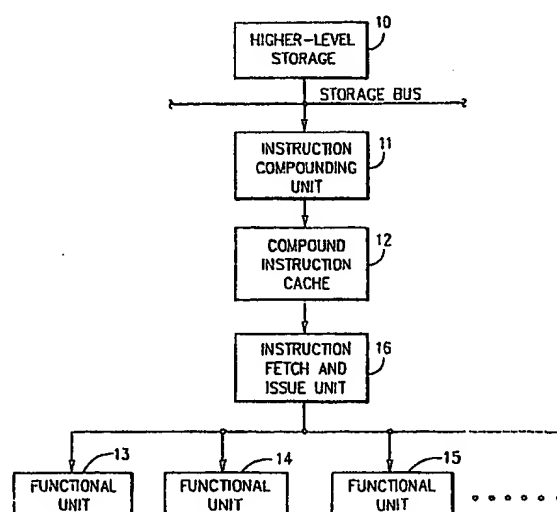 HIGHER-LEVEL
STORAGE
10
STORAGE BUS
INSTRUCTION
COMPOUNDING
UNIT
11
COMPOUND
INSTRUCTION
CACHE
12
INSTRUCTION
FETCH AND
ISSUE UNIT
16
13
14
15
FUNCTIONAL
UNIT
FUNCTIONAL
UNIT
FUNCTIONAL
UNIT